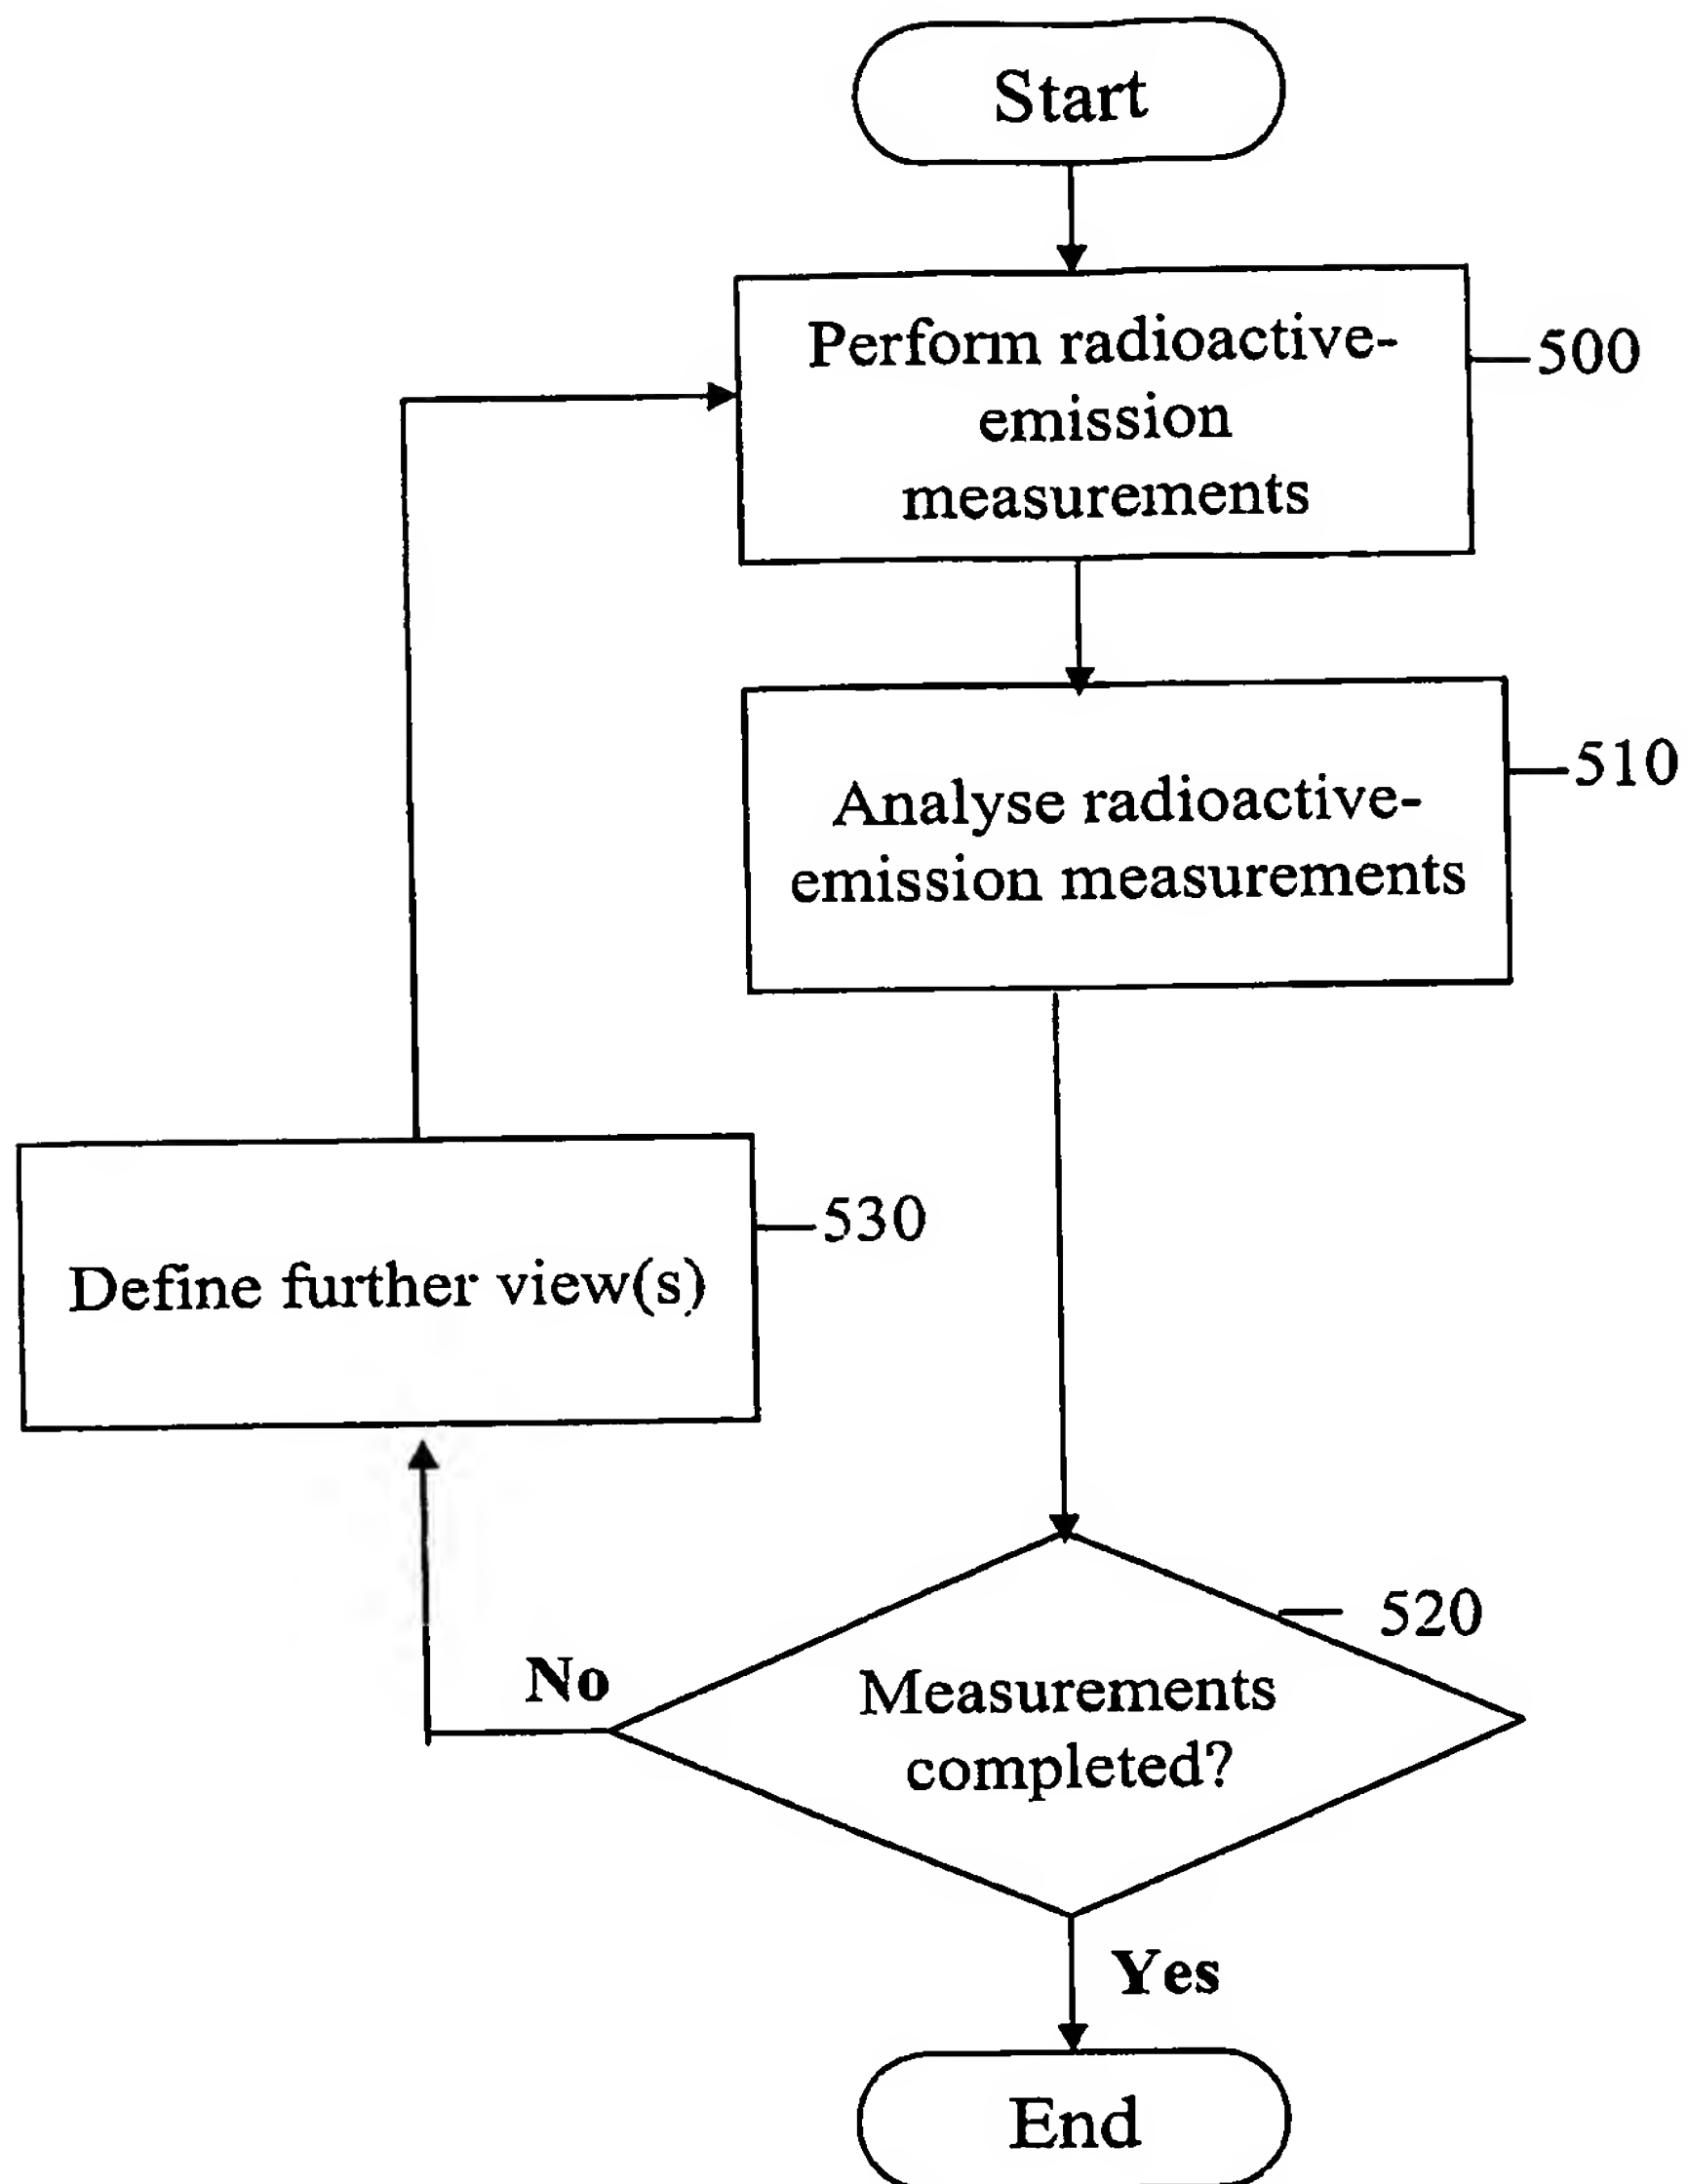 Start
Perform radioactive-
emission
measurements
500
Analyse radioactive-
emission measurements
510
Define further view(s)
530
520
Measurements
completed?
No
Yes
End